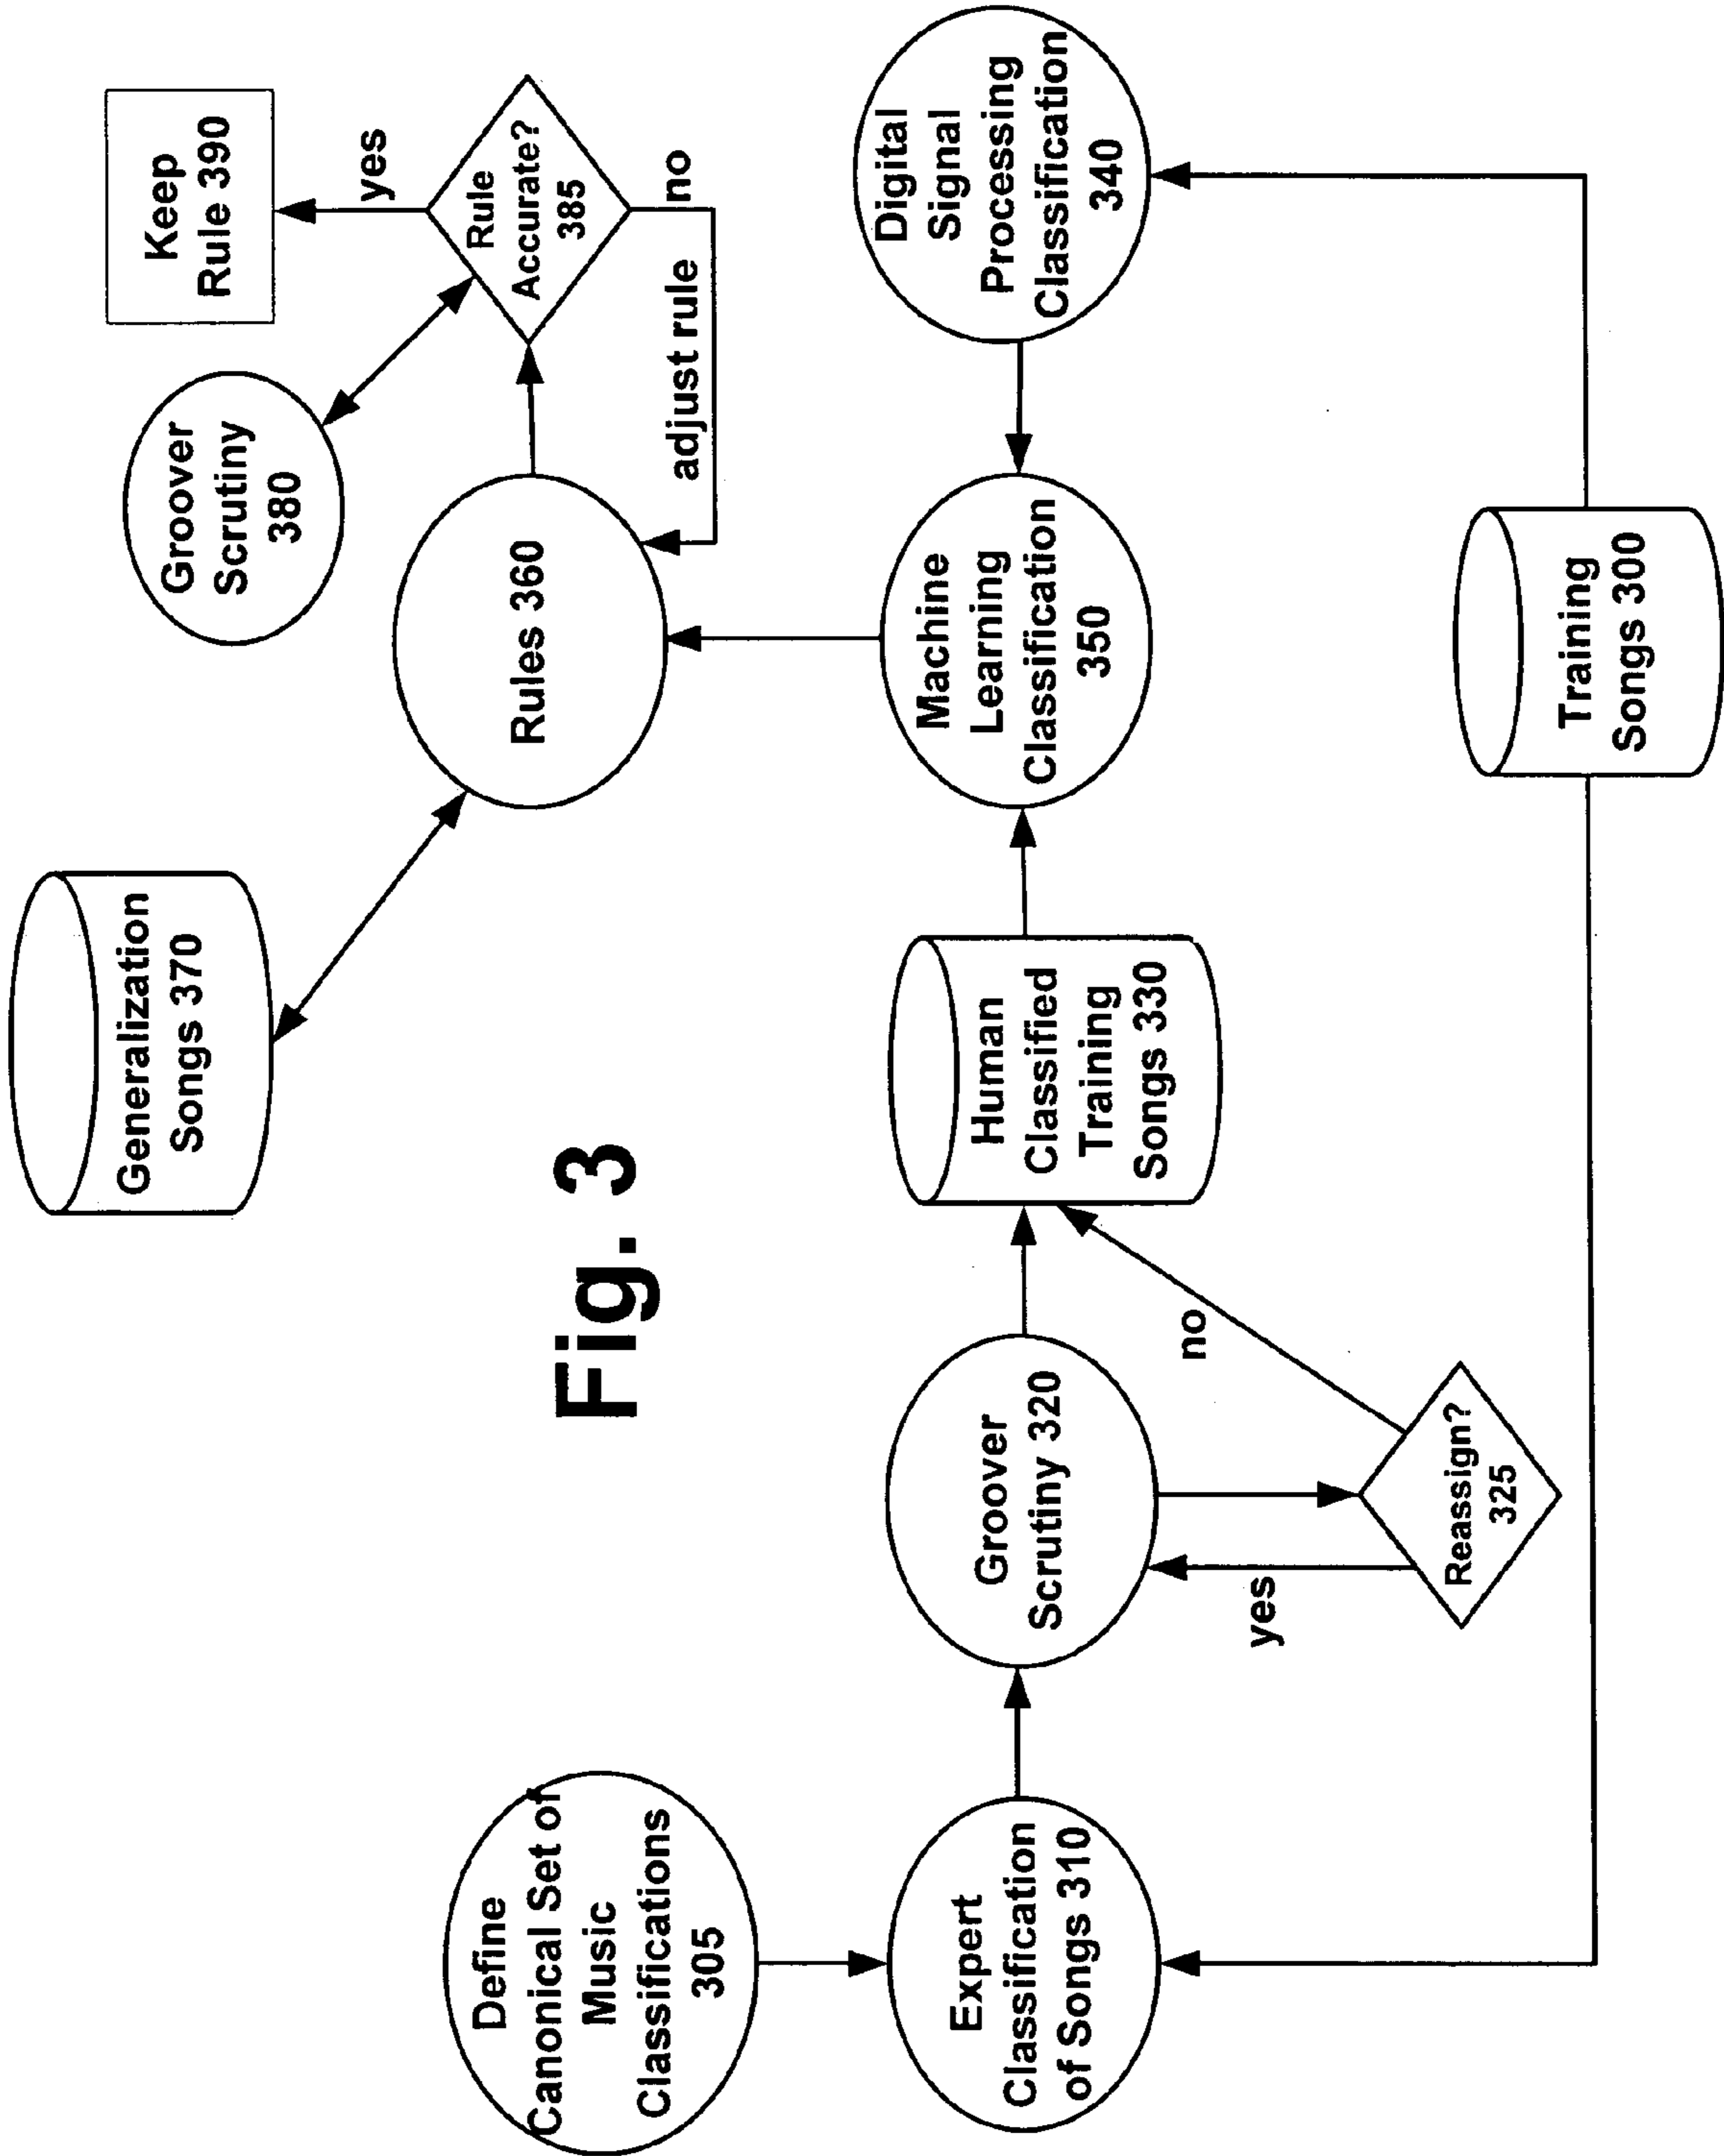 Define
Canonical Set of
Music
Classifications
305
Expert
Classification
of Songs 310
Groover
Scrutiny 320
yes
Reassign?
325
no
Human
Classified
Training
Songs 330
Machine
Learning
Classification
350
Digital
Signal
Processing
Classification
340
Training
Songs 300
Generalization
Songs 370
Rules 360
Groover
Scrutiny
380
Rule
Accurate?
385
yes
no
adjust rule
Keep
Rule 390
Fig. 3